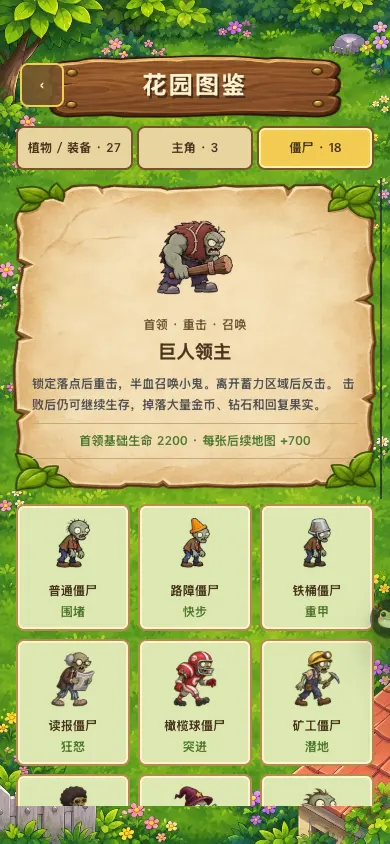 ‹
花园图鉴
植物 / 装备 · 27
主角 · 3
僵尸 · 18
首领 · 重击 · 召唤
巨人领主
锁定落点后重击，半血召唤小鬼。离开蓄力区域后反击。 击
败后仍可继续生存，掉落大量金币、钻石和回复果实。
首领基础生命 2200 · 每张后续地图 +700
普通僵尸
围堵
路障僵尸
快步
铁桶僵尸
重甲
读报僵尸
狂怒
橄榄球僵尸
突进
矿工僵尸
潜地